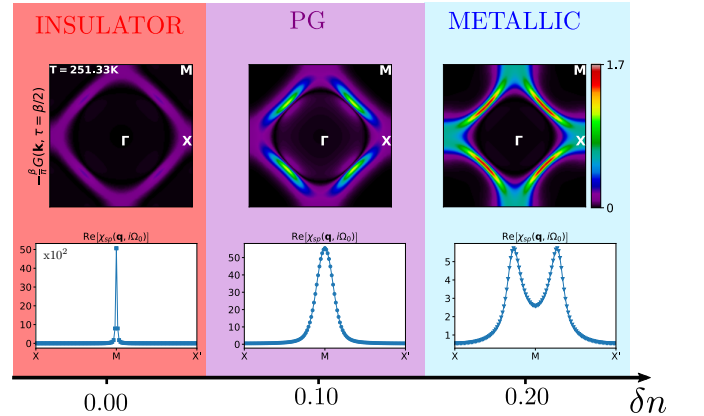 INSULATOR PG METALLIC
T = 251.33K M M M 1.7
Γ X Γ X Γ X
-β/π G(k, τ = β/2)
0
Re[χsp(q, iΩ0)] Re[χsp(q, iΩ0)] Re[χsp(q, iΩ0)]
x10²
50
40
30
20
10
0
X M X'
50
40
30
20
10
0
X M X'
5
4
3
2
1
X M X'
0.00 0.10 0.20 δn